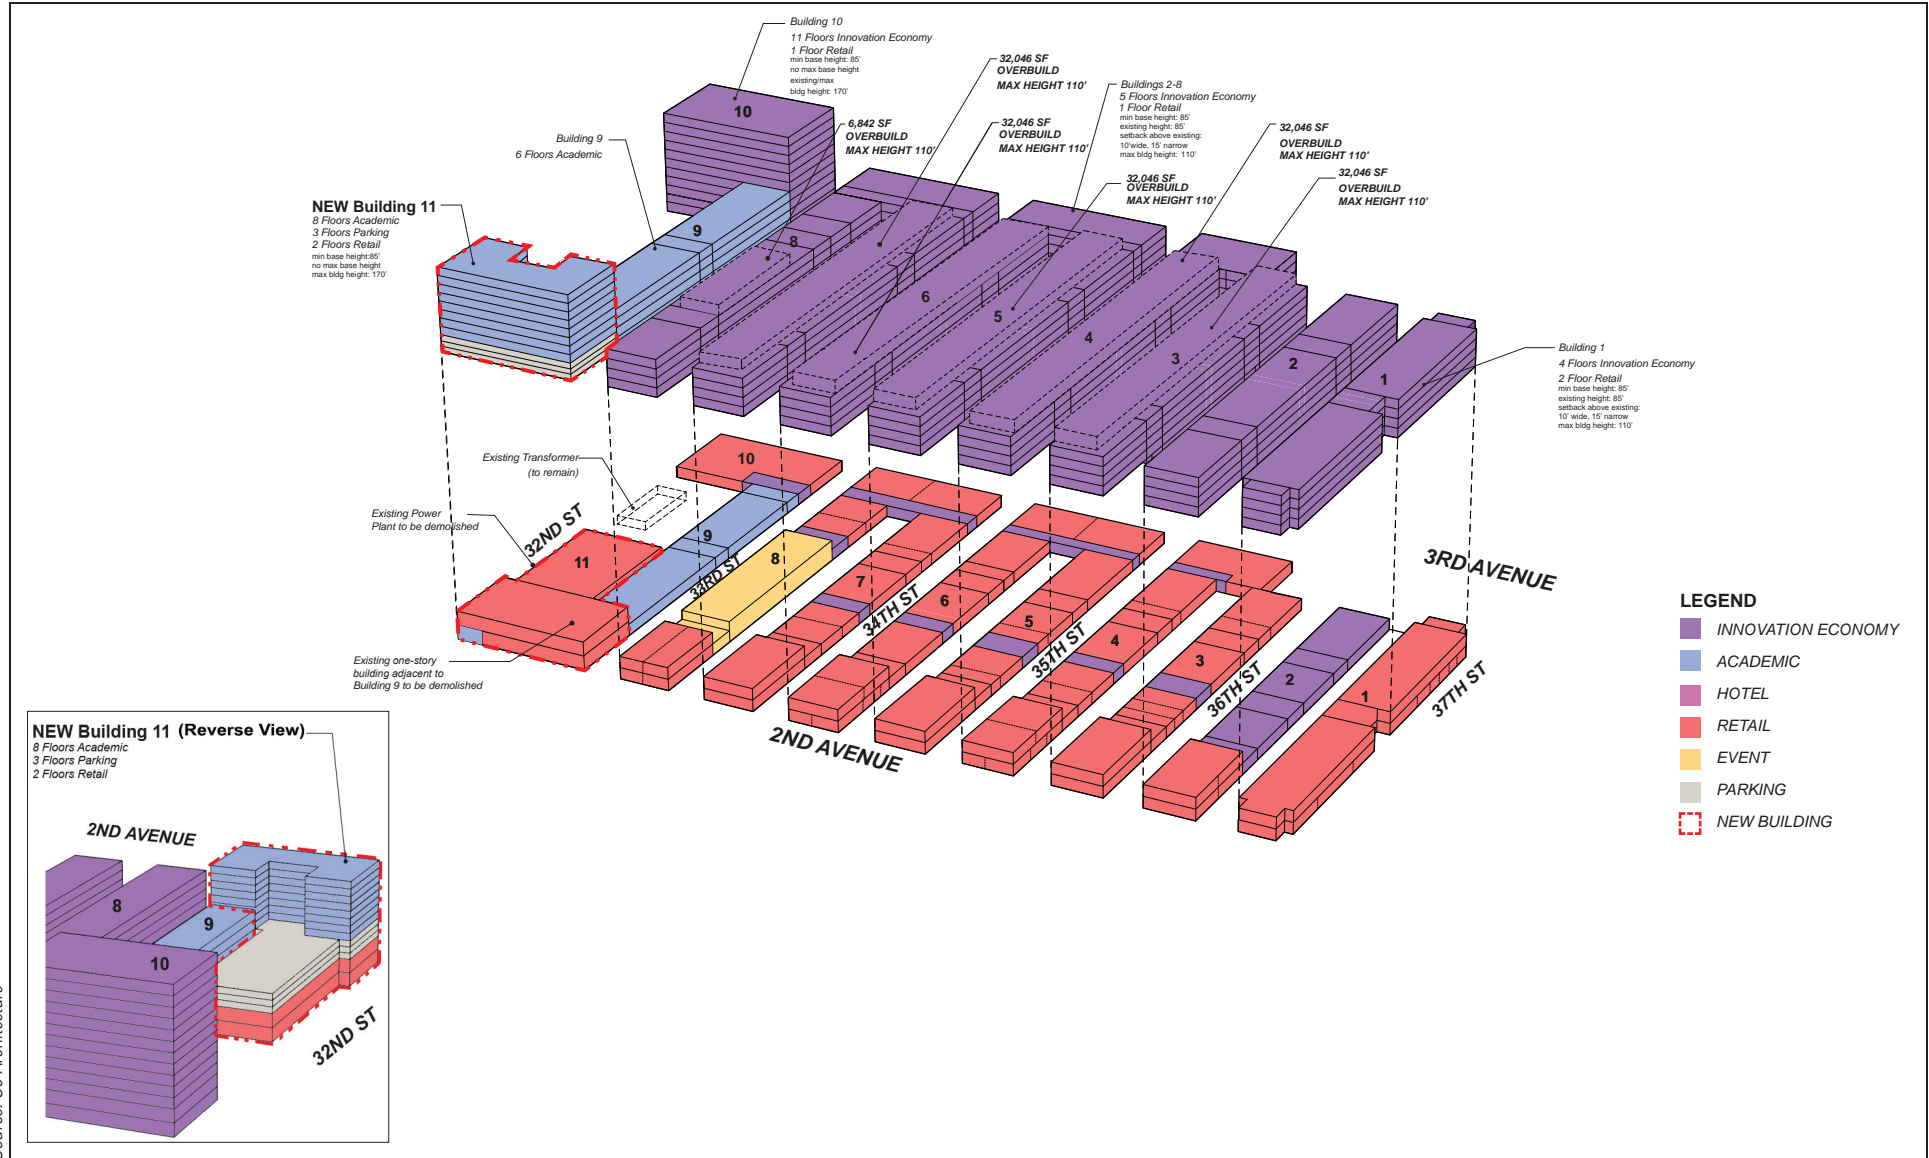 Building 10
11 Floors Innovation Economy
1 Floor Retail
min base height: 85'
no max base height
existing/max
bldg height: 170'
32,046 SF
OVERBUILD
MAX HEIGHT 110'
Buildings 2-8
5 Floors Innovation Economy
1 Floor Retail
min base height: 85'
existing height: 85'
setback above existing:
10'wide, 15' narrow
max bldg height: 110'
6,842 SF
OVERBUILD
MAX HEIGHT 110'
32,046 SF
OVERBUILD
MAX HEIGHT 110'
32,046 SF
OVERBUILD
MAX HEIGHT 110'
32,046 SF
OVERBUILD
MAX HEIGHT 110'
32,046 SF
OVERBUILD
MAX HEIGHT 110'
Building 9
6 Floors Academic
NEW Building 11
8 Floors Academic
3 Floors Parking
2 Floors Retail
min base height:85'
no max base height
max bldg height: 170'
10
9
8
6
5
4
3
2
1
Building 1
4 Floors Innovation Economy
2 Floor Retail
min base height: 85'
existing height: 85'
setback above existing:
10' wide, 15' narrow
max bldg height: 110'
Existing Transformer
(to remain)
Existing Power
Plant to be demolished
Existing one-story
building adjacent to
Building 9 to be demolished
32ND ST
33RD ST
34TH ST
35TH ST
36TH ST
37TH ST
2ND AVENUE
3RD AVENUE
10
11
9
8
7
6
5
4
3
2
1
LEGEND
INNOVATION ECONOMY
ACADEMIC
HOTEL
RETAIL
EVENT
PARKING
NEW BUILDING
NEW Building 11 (Reverse View)
8 Floors Academic
3 Floors Parking
2 Floors Retail
2ND AVENUE
8
9
10
32ND ST